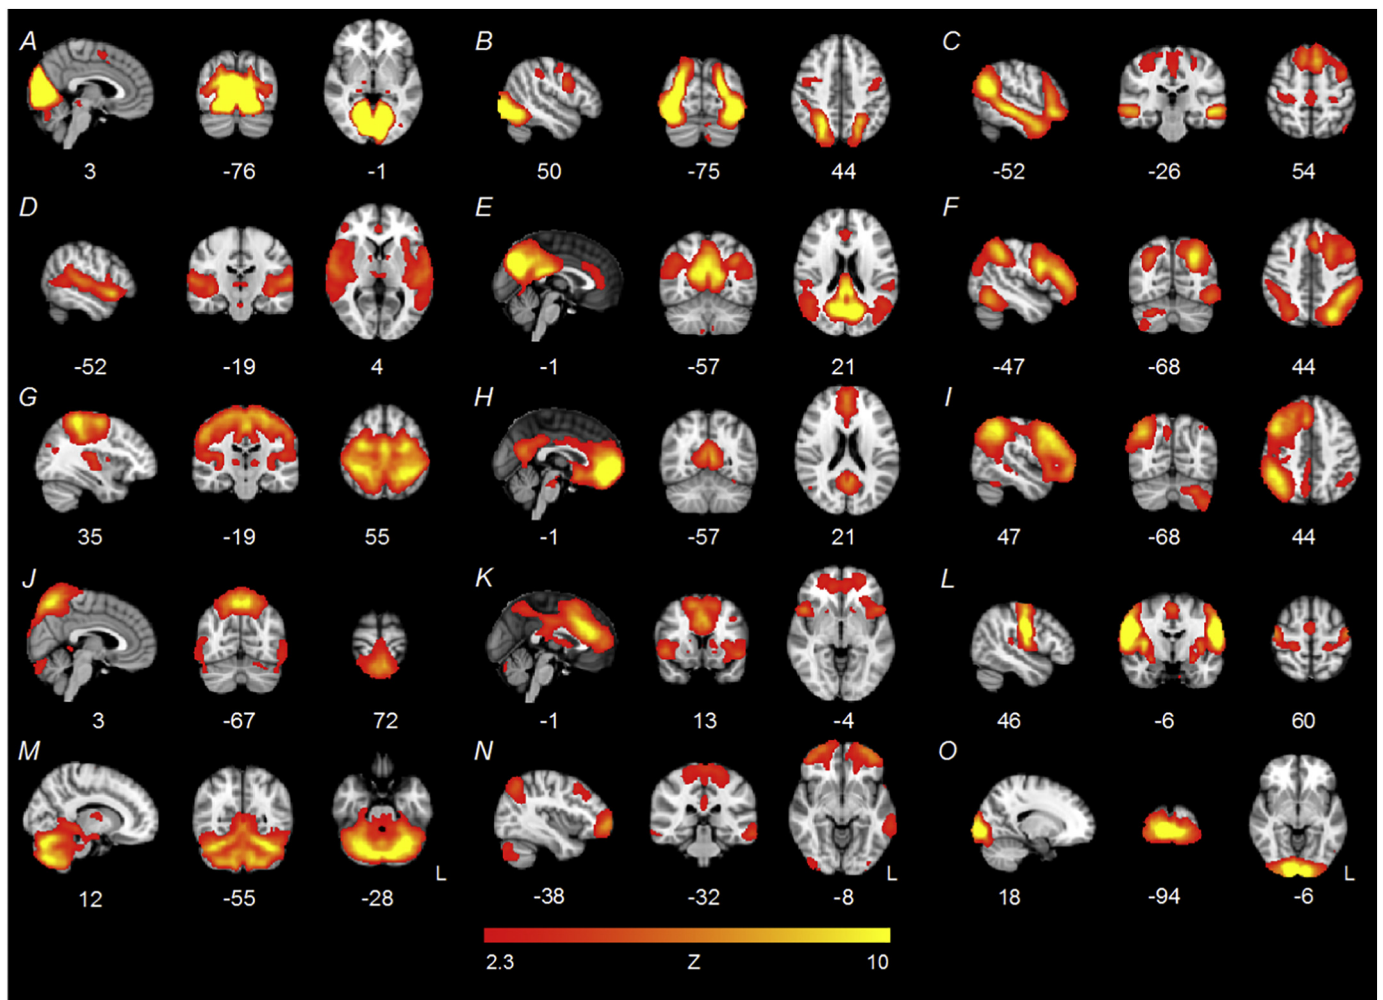 A B C
3 -76 -1 50 -75 44 -52 -26 54
D E F
-52 -19 4 -1 -57 21 -47 -68 44
G H I
35 -19 55 -1 -57 21 47 -68 44
J K L
3 -67 72 -1 13 -4 46 -6 60
M N O
L L L
12 -55 -28 -38 -32 -8 18 -94 -6
2.3 Z 10